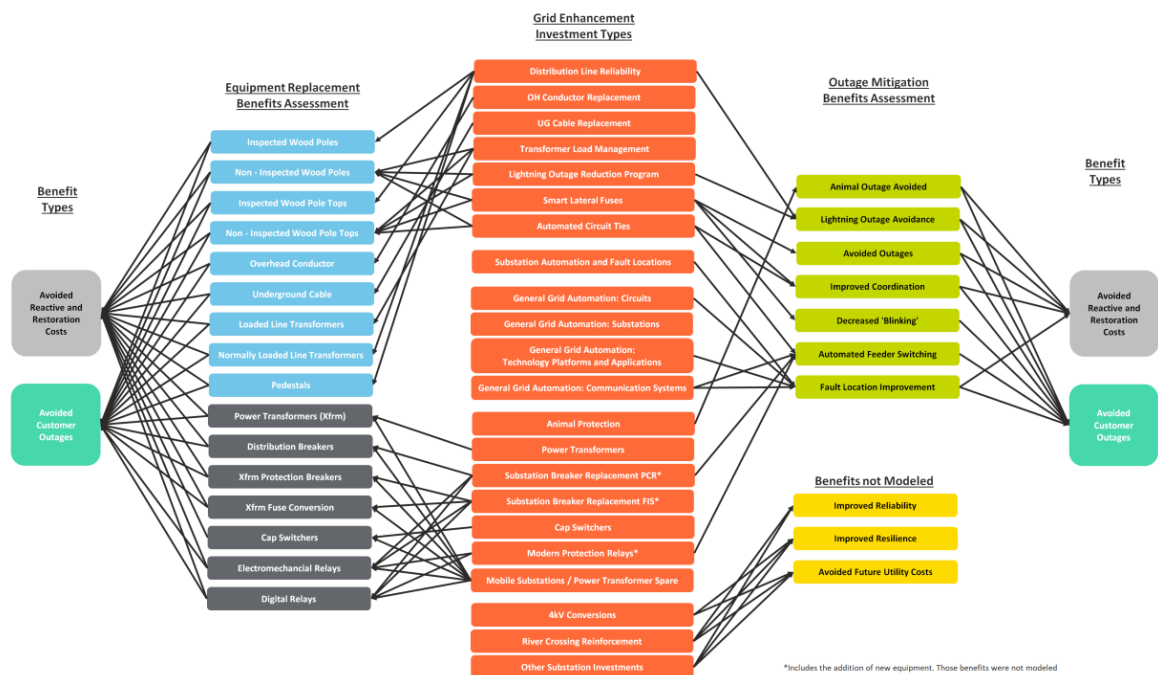 Grid Enhancement
Investment Types
Equipment Replacement
Benefits Assessment
Outage Mitigation
Benefits Assessment
Benefit
Types
Benefit
Types
Avoided
Reactive and
Restoration
Costs
Avoided
Customer
Outages
Inspected Wood Poles
Non - Inspected Wood Poles
Inspected Wood Pole Tops
Non - Inspected Wood Pole Tops
Overhead Conductor
Underground Cable
Loaded Line Transformers
Normally Loaded Line Transformers
Pedestals
Power Transformers (Xfrm)
Distribution Breakers
Xfrm Protection Breakers
Xfrm Fuse Conversion
Cap Switchers
Electromechancial Relays
Digital Relays
Distribution Line Reliability
OH Conductor Replacement
UG Cable Replacement
Transformer Load Management
Lightning Outage Reduction Program
Smart Lateral Fuses
Automated Circuit Ties
Substation Automation and Fault Locations
General Grid Automation: Circuits
General Grid Automation: Substations
General Grid Automation:
Technology Platforms and Applications
General Grid Automation: Communication Systems
Animal Protection
Power Transformers
Substation Breaker Replacement PCR*
Substation Breaker Replacement FIS*
Cap Switchers
Modern Protection Relays*
Mobile Substations / Power Transformer Spare
4kV Conversions
River Crossing Reinforcement
Other Substation Investments
Animal Outage Avoided
Lightning Outage Avoidance
Avoided Outages
Improved Coordination
Decreased 'Blinking'
Automated Feeder Switching
Fault Location Improvement
Benefits not Modeled
Improved Reliability
Improved Resilience
Avoided Future Utility Costs
Avoided
Reactive and
Restoration
Costs
Avoided
Customer
Outages
*Includes the addition of new equipment. Those benefits were not modeled